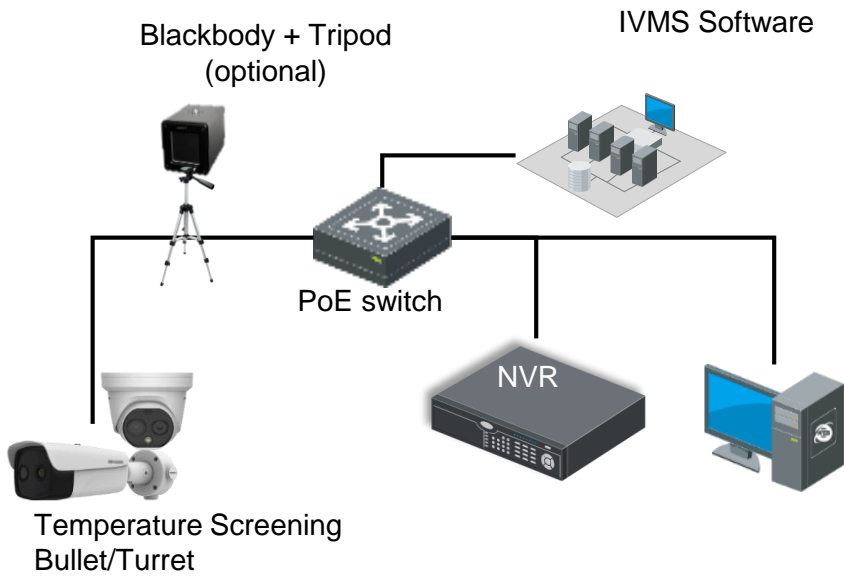 Blackbody + Tripod
(optional)
IVMS Software
PoE switch
NVR
Temperature Screening
Bullet/Turret